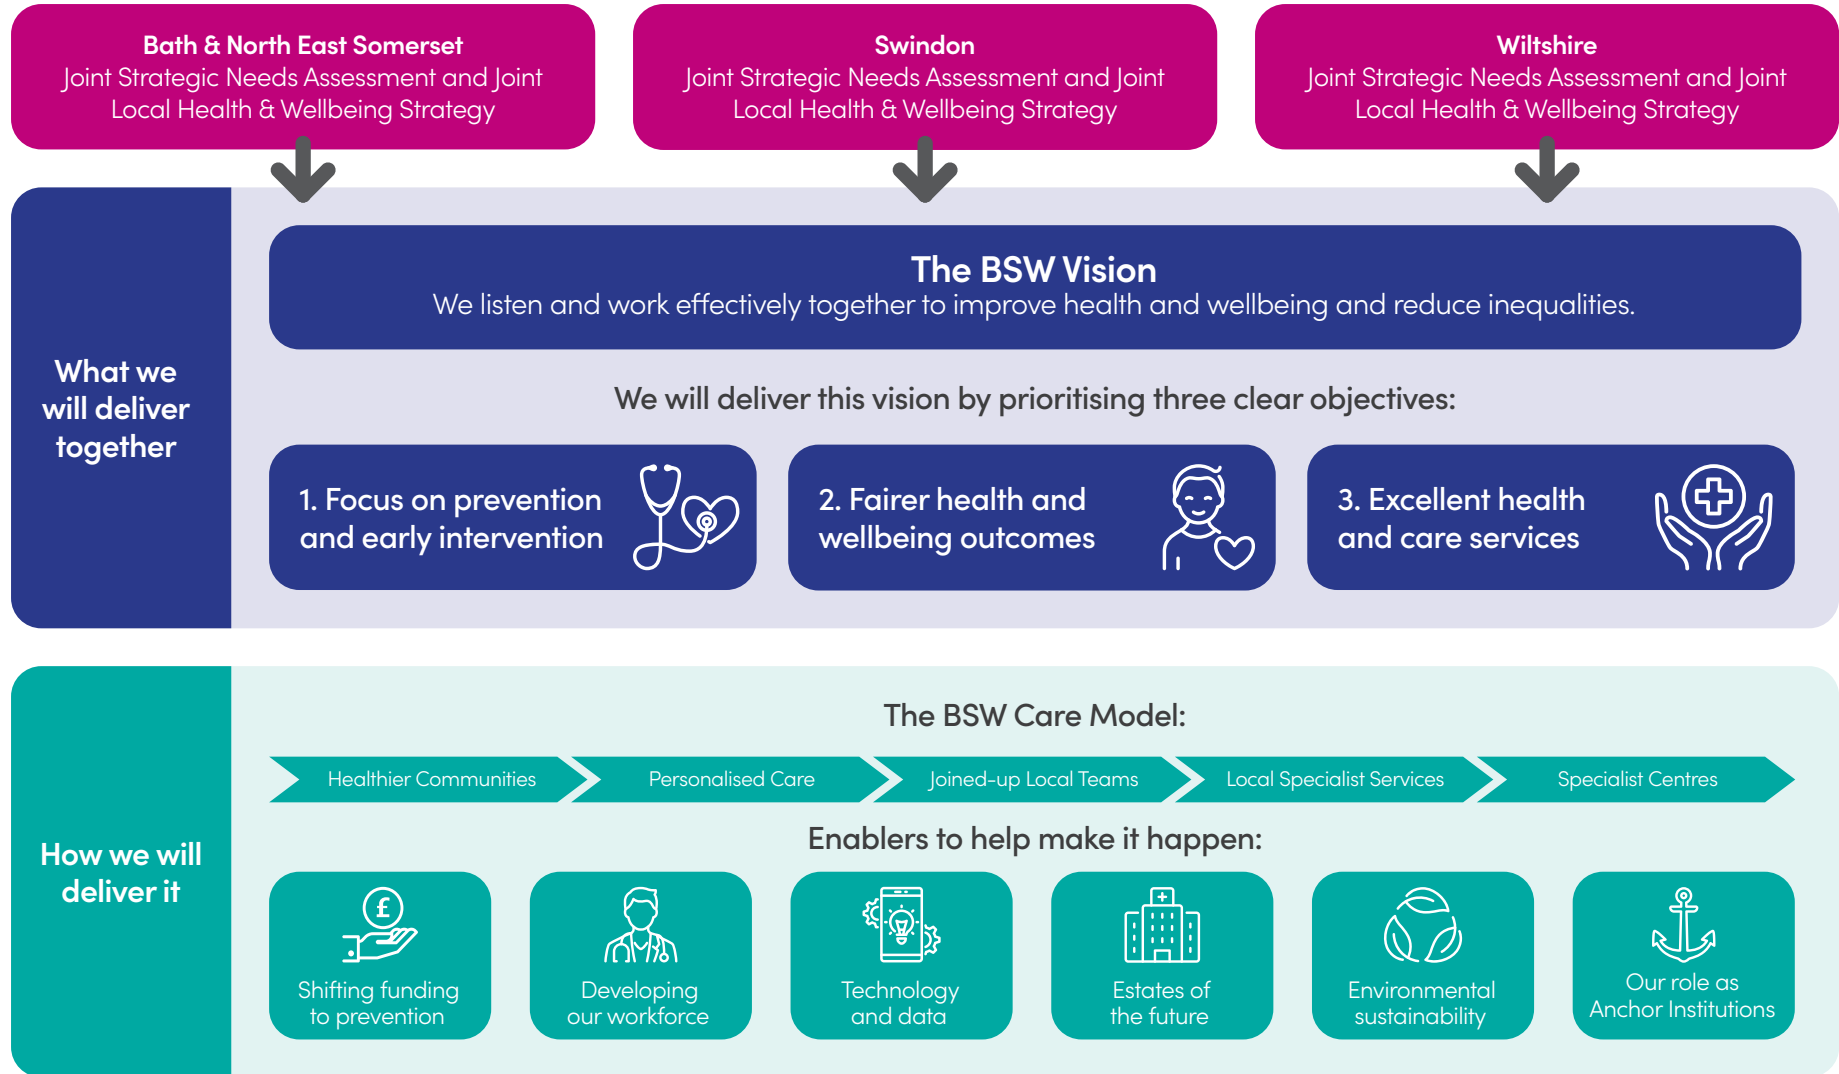 Bath & North East Somerset
Joint Strategic Needs Assessment and Joint
Local Health & Wellbeing Strategy
Swindon
Joint Strategic Needs Assessment and Joint
Local Health & Wellbeing Strategy
Wiltshire
Joint Strategic Needs Assessment and Joint
Local Health & Wellbeing Strategy
What we
will deliver
together
The BSW Vision
We listen and work effectively together to improve health and wellbeing and reduce inequalities.
We will deliver this vision by prioritising three clear objectives:
1. Focus on prevention
and early intervention
2. Fairer health and
wellbeing outcomes
3. Excellent health
and care services
How we will
deliver it
The BSW Care Model:
Healthier Communities
Personalised Care
Joined-up Local Teams
Local Specialist Services
Specialist Centres
Enablers to help make it happen:
£
Shifting funding
to prevention
Developing
our workforce
Technology
and data
Estates of
the future
Environmental
sustainability
Our role as
Anchor Institutions